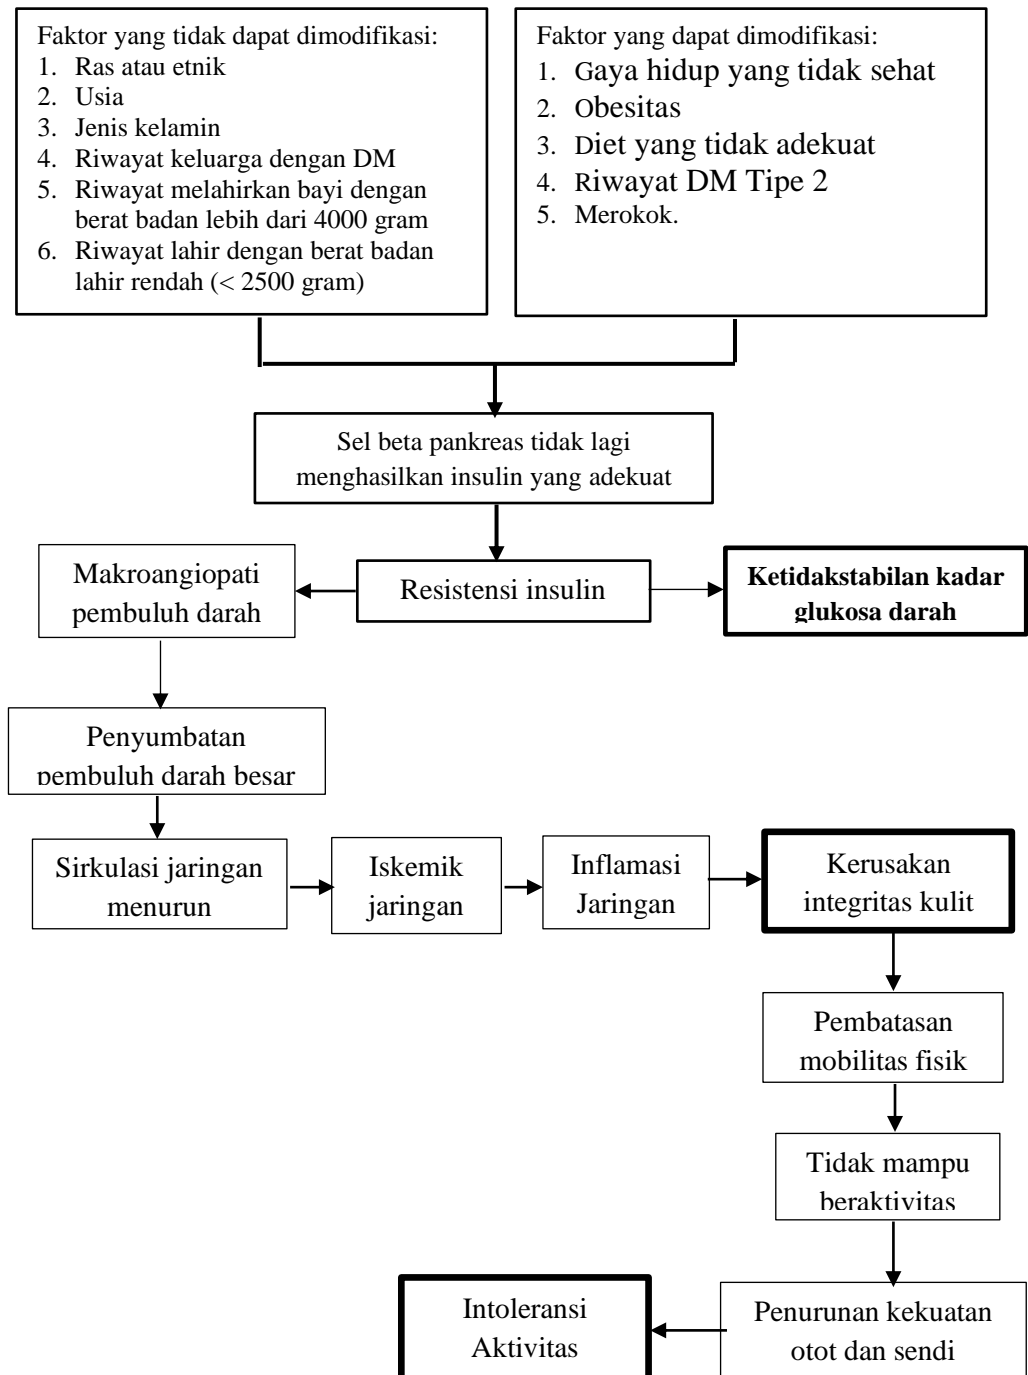 Faktor yang tidak dapat dimodifikasi:
1. Ras atau etnik
2. Usia
3. Jenis kelamin
4. Riwayat keluarga dengan DM
5. Riwayat melahirkan bayi dengan
berat badan lebih dari 4000 gram
6. Riwayat lahir dengan berat badan
lahir rendah (< 2500 gram)
Faktor yang dapat dimodifikasi:
1. Gaya hidup yang tidak sehat
2. Obesitas
3. Diet yang tidak adekuat
4. Riwayat DM Tipe 2
5. Merokok.
Sel beta pankreas tidak lagi
menghasilkan insulin yang adekuat
Makroangiopati
pembuluh darah
Resistensi insulin
Ketidakstabilan kadar
glukosa darah
Penyumbatan
pembuluh darah besar
Sirkulasi jaringan
menurun
Iskemik
jaringan
Inflamasi
Jaringan
Kerusakan
integritas kulit
Pembatasan
mobilitas fisik
Tidak mampu
beraktivitas
Intoleransi
Aktivitas
Penurunan kekuatan
otot dan sendi